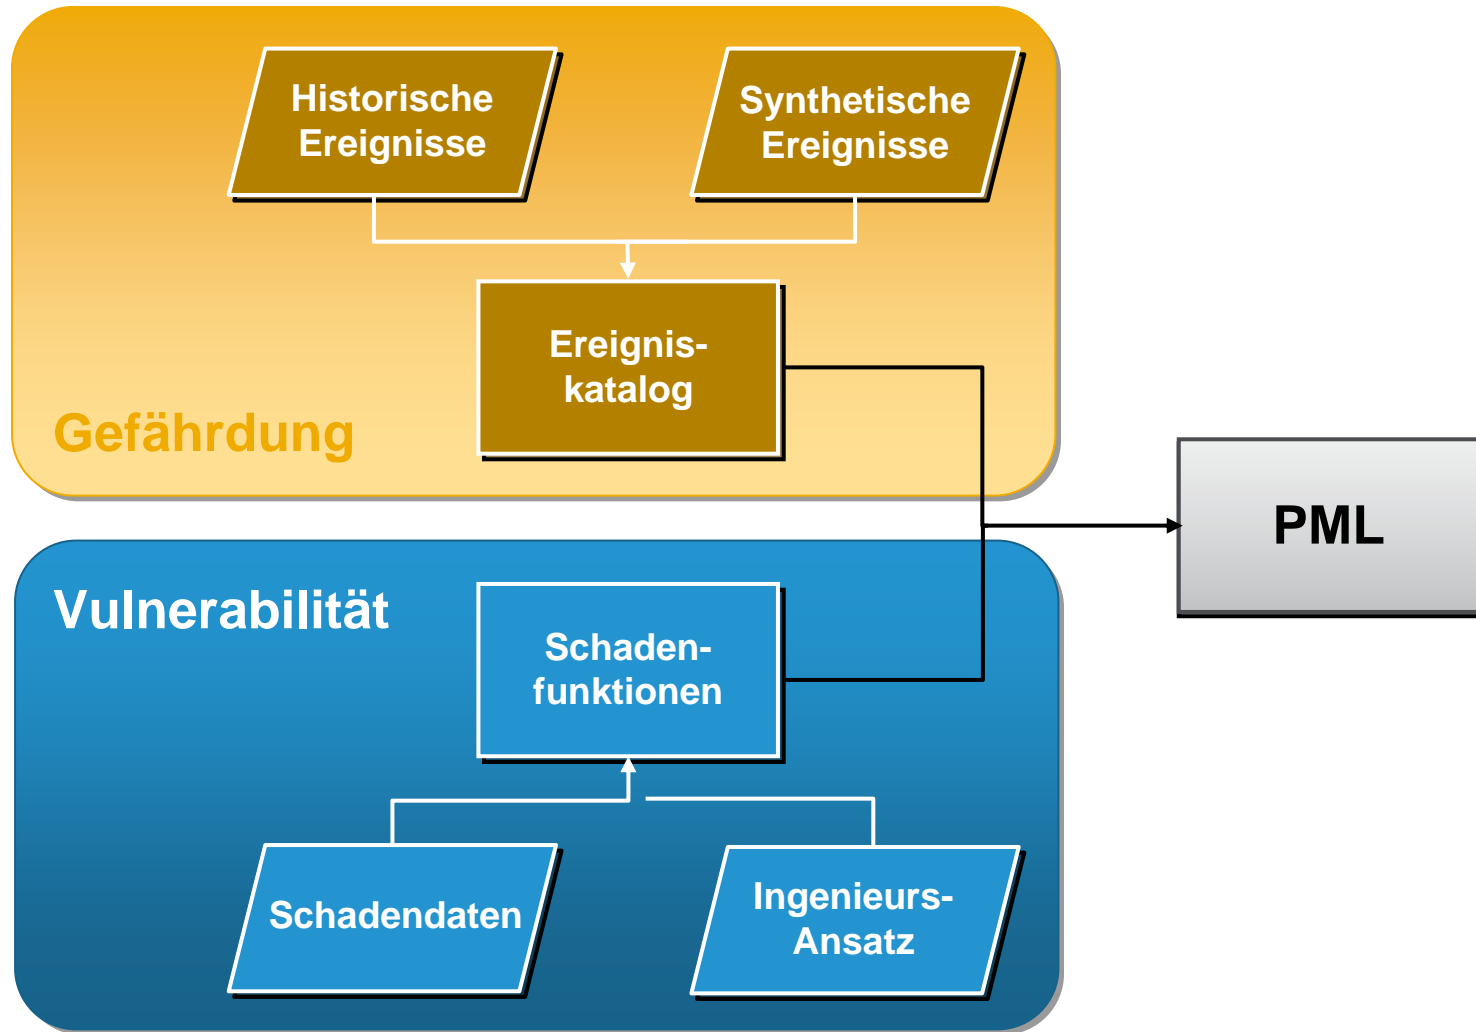 Historische
Ereignisse
Synthetische
Ereignisse
Ereignis-
katalog
Gefährdung
PML
Vulnerabilität
Schaden-
funktionen
Schadendaten
Ingenieurs-
Ansatz